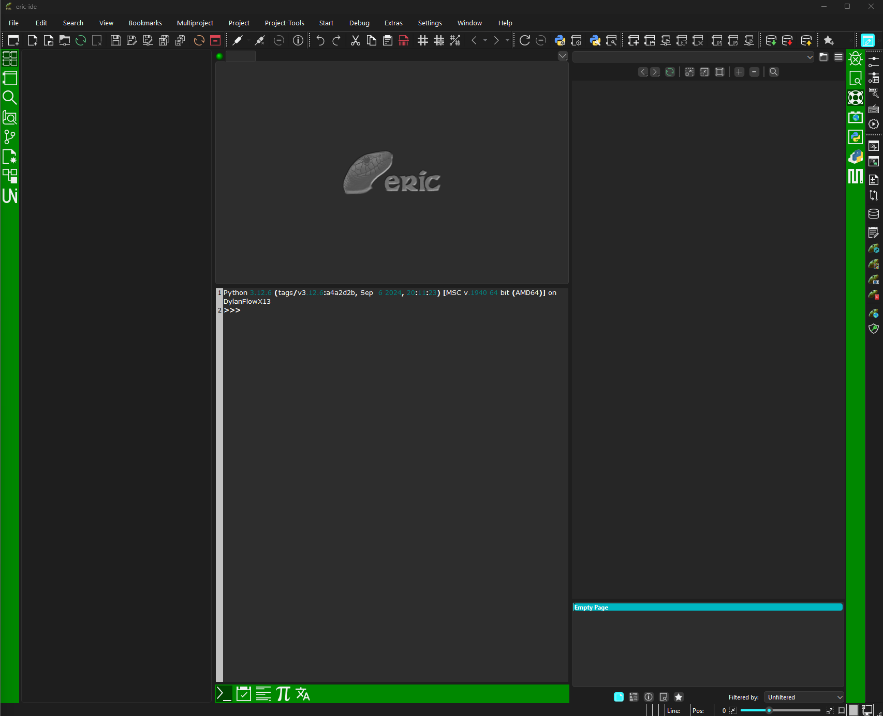 eric Ide
File Edit Search View Bookmarks Multiproject Project Project Tools Start Debug Extras Settings Window Help
eric
1 Python 3.12.6 (tags/v3.12.6:a4a2d2b, Sep 6 2024, 20:11:23) [MSC v.1940 64 bit (AMD64)] on
DylanFlowX13
2 >>>
Empty Page
Filtered by: Unfiltered
Line: Pos: 0